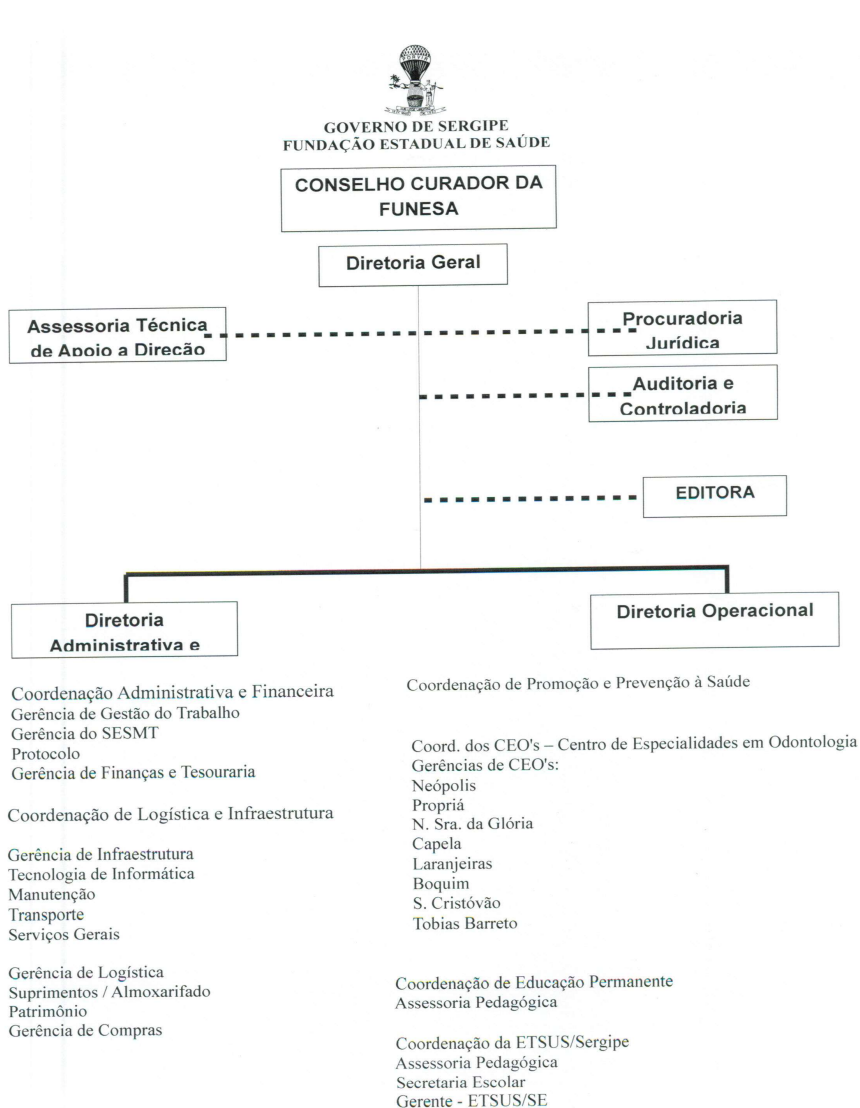 GOVERNO DE SERGIPE
FUNDAÇÃO ESTADUAL DE SAÚDE
CONSELHO CURADOR DA
FUNESA
Diretoria Geral
Assessoria Técnica
de Apoio a Direção
Procuradoria
Jurídica
Auditoria e
Controladoria
EDITORA
Diretoria
Administrativa e
Diretoria Operacional
Coordenação Administrativa e Financeira
Gerência de Gestão do Trabalho
Gerência do SESMT
Protocolo
Gerência de Finanças e Tesouraria
Coordenação de Logística e Infraestrutura
Gerência de Infraestrutura
Tecnologia de Informática
Manutenção
Transporte
Serviços Gerais
Gerência de Logística
Suprimentos / Almoxarifado
Patrimônio
Gerência de Compras
Coordenação de Promoção e Prevenção à Saúde
Coord. dos CEO's – Centro de Especialidades em Odontologia
Gerências de CEO's:
Neópolis
Propriá
N. Sra. da Glória
Capela
Laranjeiras
Boquim
S. Cristóvão
Tobias Barreto
Coordenação de Educação Permanente
Assessoria Pedagógica
Coordenação da ETSUS/Sergipe
Assessoria Pedagógica
Secretaria Escolar
Gerente - ETSUS/SE